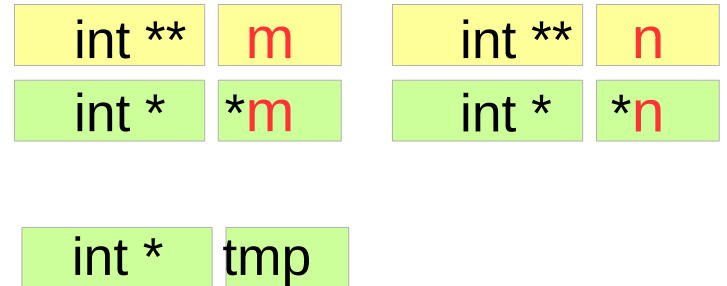 int ** m int ** n
int * *m int * *n
int * tmp